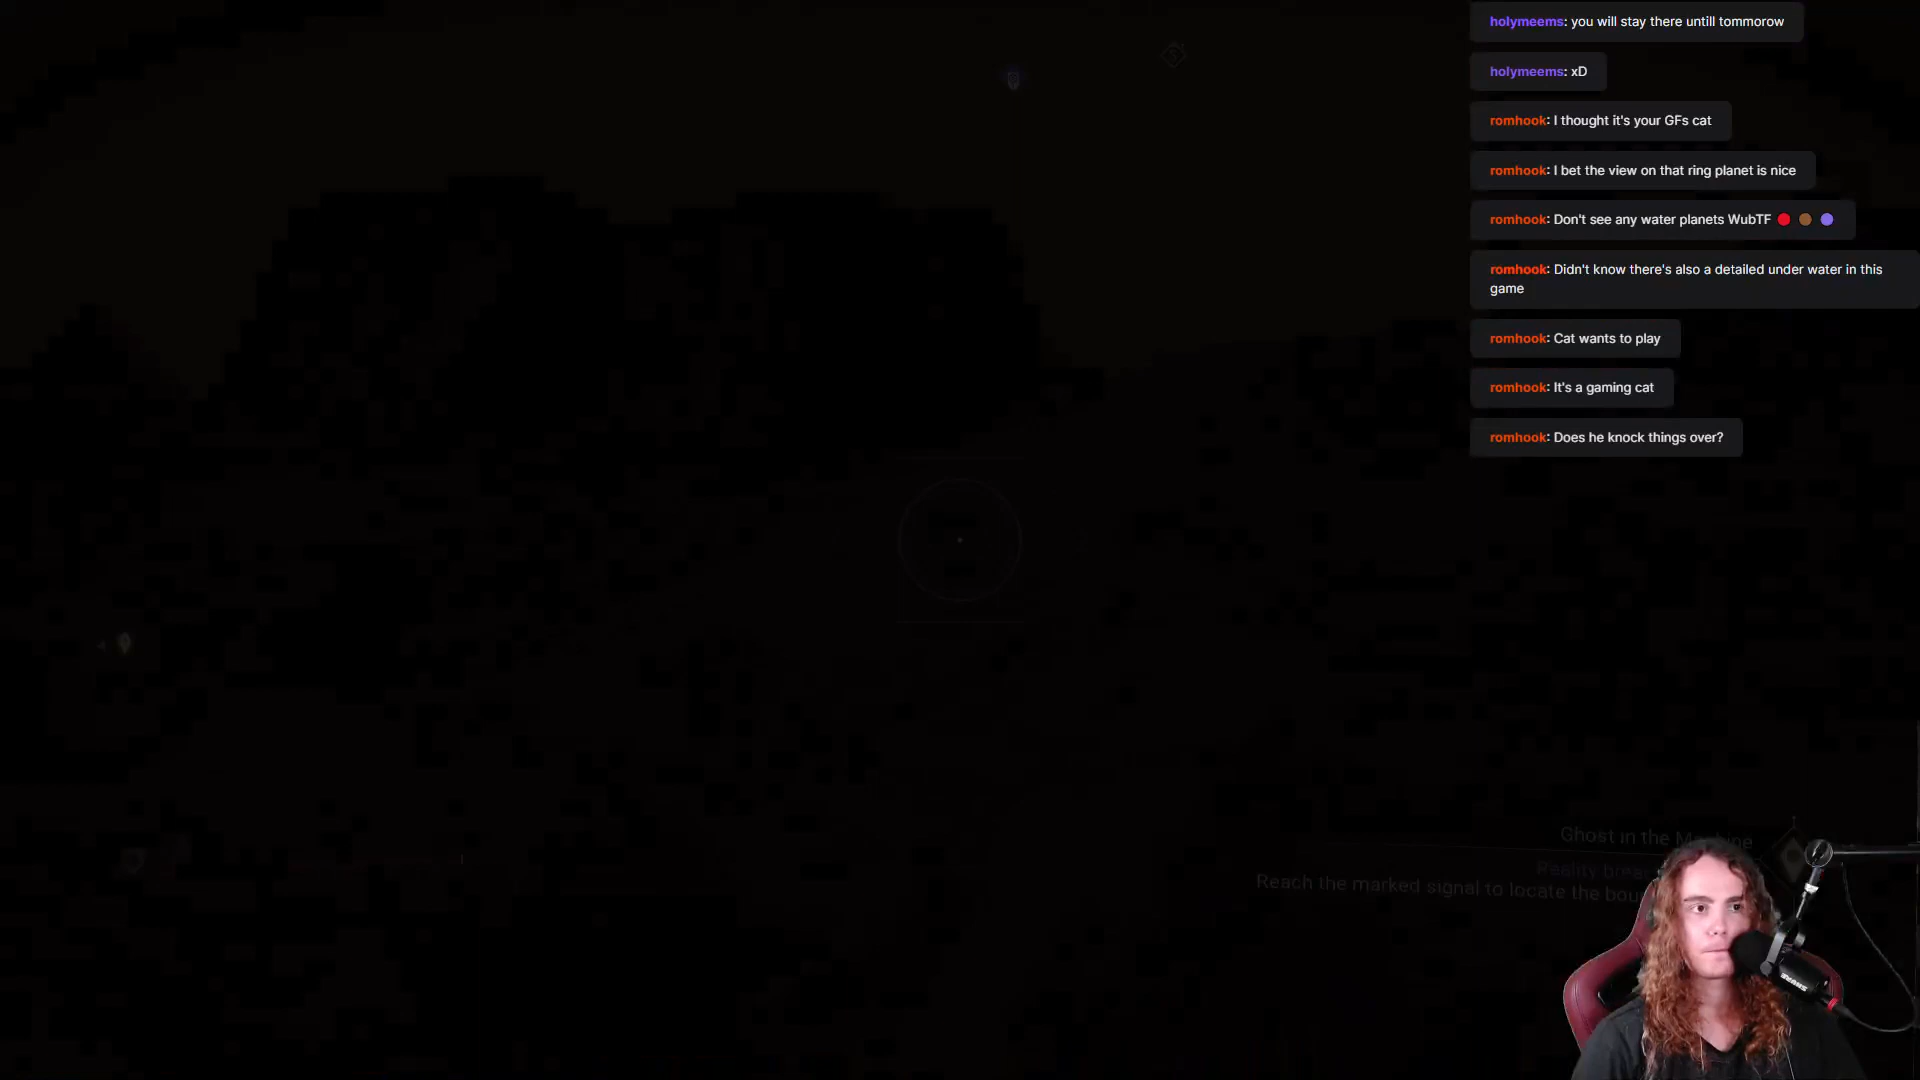 holymeems: you will stay there untill tommorow
holymeems: xD
romhook: I thought it's your GFs cat
romhook: I bet the view on that ring planet is nice
romhook: Don't see any water planets WubTF
romhook: Didn't know there's also a detailed under water in this
game
romhook: Cat wants to play
romhook: It's a gaming cat
romhook: Does he knock things over?
Ghost in the Machine
Reality
Reach the marked signal to locate the